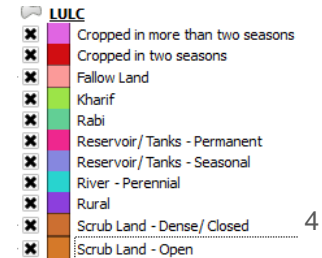 LULC
Cropped in more than two seasons
Cropped in two seasons
Fallow Land
Kharif
Rabi
Reservoir/ Tanks - Permanent
Reservoir/ Tanks - Seasonal
River - Perennial
Rural
Scrub Land - Dense/ Closed
4
Scrub Land - Open